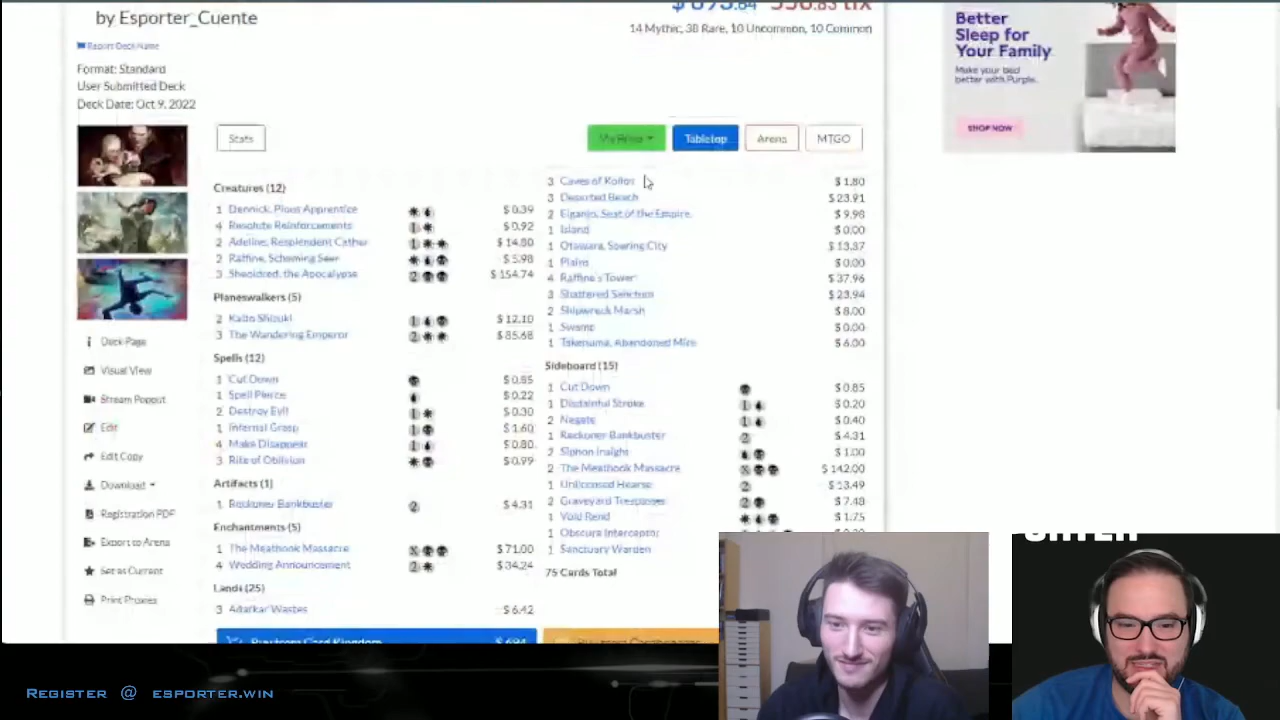 by Esporter_Cuente
14 Mythic, 38 Rare, 10 Uncommon, 10 Common
Report Deck Name
Format: Standard
User Submitted Deck
Deck Date: Oct 9, 2022
Better
Sleep for
Your Family
Make your bed
better with Purple.
SHOP NOW
Stats
Tabletop
Arena
MTGO
Creatures (12)
1 Dennick, Pious Apprentice $ 0.39
4 Resolute Reinforcements $ 0.92
2 Adeline, Resplendent Cathar $ 14.80
2 Raffine, Scheming Seer $ 5.98
3 Sheoldred, the Apocalypse $ 154.74
Planeswalkers (5)
2 Kaito Shizuki $ 12.10
3 The Wandering Emperor $ 85.68
Spells (12)
1 Cut Down $ 0.85
1 Spell Pierce $ 0.22
2 Destroy Evil $ 0.30
1 Infernal Grasp $ 1.60
4 Make Disappear $ 0.80
3 Rite of Oblivion $ 0.99
Artifacts (1)
1 Reckoner Bankbuster $ 4.31
Enchantments (5)
1 The Meathook Massacre $ 71.00
4 Wedding Announcement $ 34.24
Lands (25)
3 Adarkar Wastes $ 6.42
3 Caves of Koilos $ 1.80
3 Deserted Beach $ 23.91
2 Eiganjo, Seat of the Empire $ 9.98
1 Island $ 0.00
1 Otawara, Soaring City $ 13.37
1 Plains $ 0.00
4 Raffine's Tower $ 37.96
3 Shattered Sanctum $ 23.94
2 Shipwreck Marsh $ 8.00
1 Swamp $ 0.00
1 Takenuma, Abandoned Mire $ 6.00
Sideboard (15)
1 Cut Down $ 0.85
1 Disdainful Stroke $ 0.20
2 Negate $ 0.40
1 Reckoner Bankbuster $ 4.31
2 Siphon Insight $ 1.00
2 The Meathook Massacre $ 142.00
1 Unlicensed Hearse $ 13.49
2 Graveyard Trespasser $ 7.48
1 Void Rend $ 1.75
1 Obscura Interceptor
1 Sanctuary Warden
75 Cards Total
Deck Page
Visual View
Stream Popout
Edit
Edit Copy
Download
Registration PDF
Export to Arena
Set as Current
Print Proxies
Register @ esporter.win